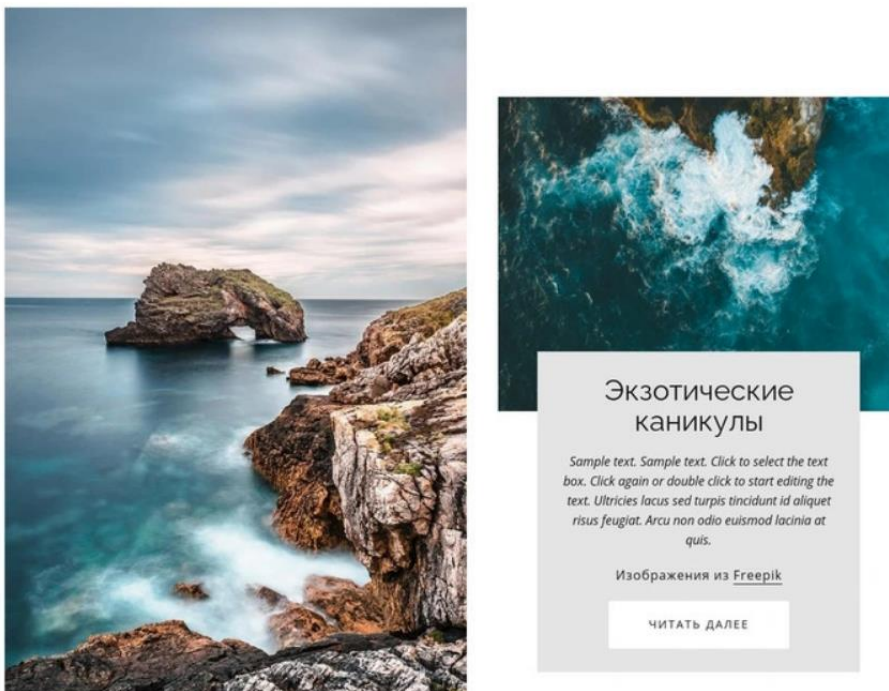 Экзотические
каникулы
Sample text. Sample text. Click to select the text
box. Click again or double click to start editing the
text. Ultricies lacus sed turpis tincidunt id aliquet
risus feugiat. Arcu non odio euismod lacinia at
quis.
Изображения из Freepik
ЧИТАТЬ ДАЛЕЕ